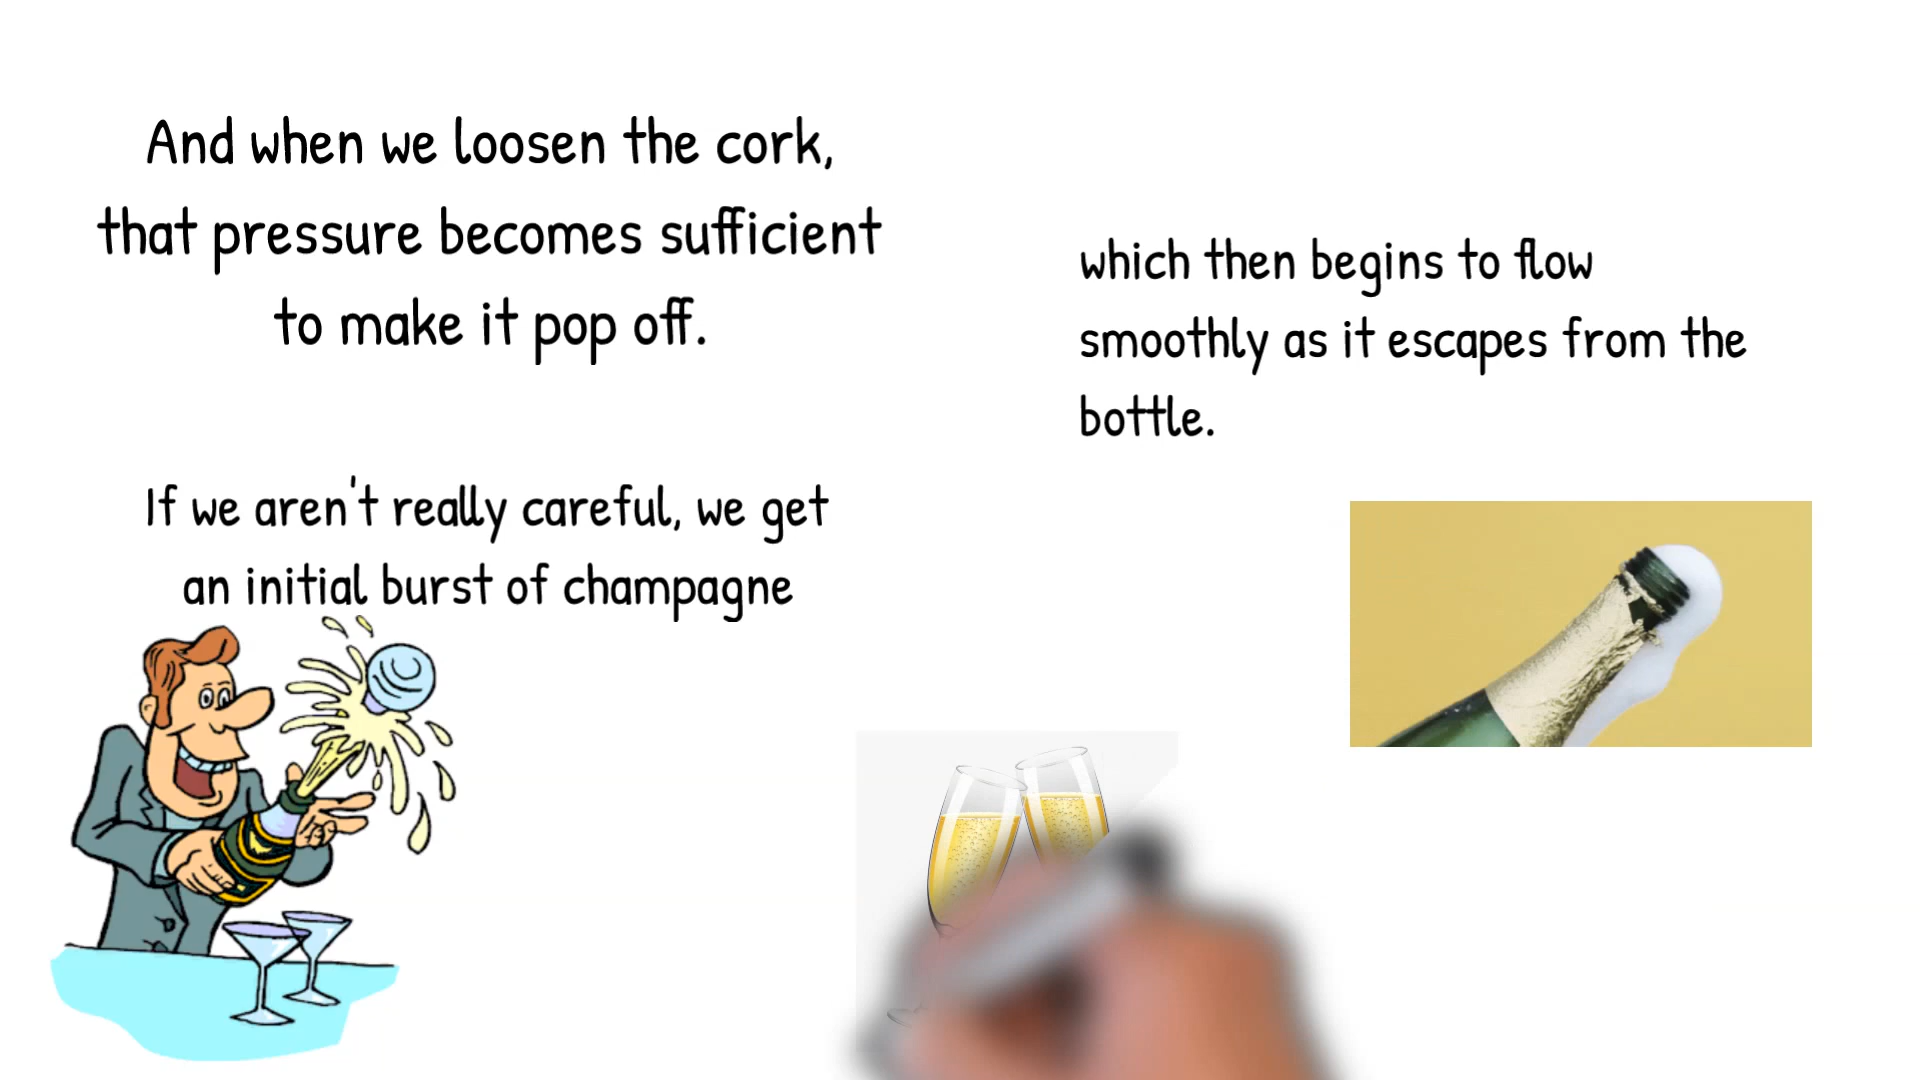 And when we loosen the cork,
that pressure becomes sufficient
to make it pop off.
If we aren't really careful, we get
an initial burst of champagne
which then begins to flow
smoothly as it escapes from the
bottle.